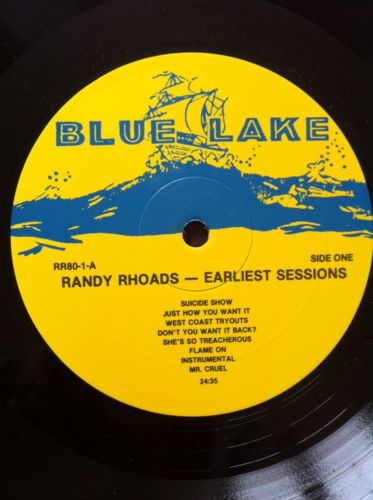 BLUE LAKE
RR80-1-A
SIDE ONE
RANDY RHOADS — EARLIEST SESSIONS
SUICIDE SHOW
JUST HOW YOU WANT IT
WEST COAST TRYOUTS
DON'T YOU WANT IT BACK?
SHE'S SO TREACHEROUS
FLAME ON
INSTRUMENTAL
MR. CRUEL
24:35